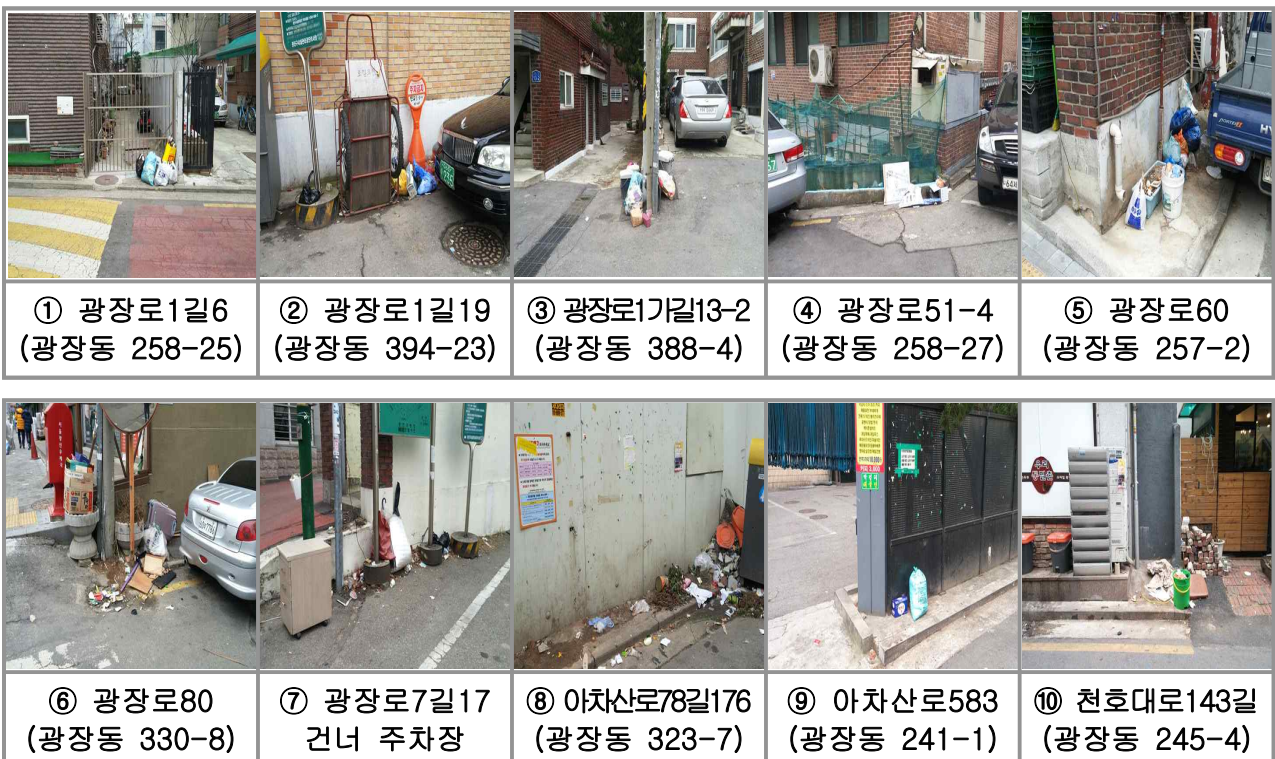 ① 광장로1길6
(광장동 258-25)
② 광장로1길19
(광장동 394-23)
③ 광장로1가길13-2
(광장동 388-4)
④ 광장로51-4
(광장동 258-27)
⑤ 광장로60
(광장동 257-2)
⑥ 광장로80
(광장동 330-8)
⑦ 광장로7길17
건너 주차장
⑧ 아차산로78길176
(광장동 323-7)
⑨ 아차산로583
(광장동 241-1)
⑩ 천호대로143길
(광장동 245-4)